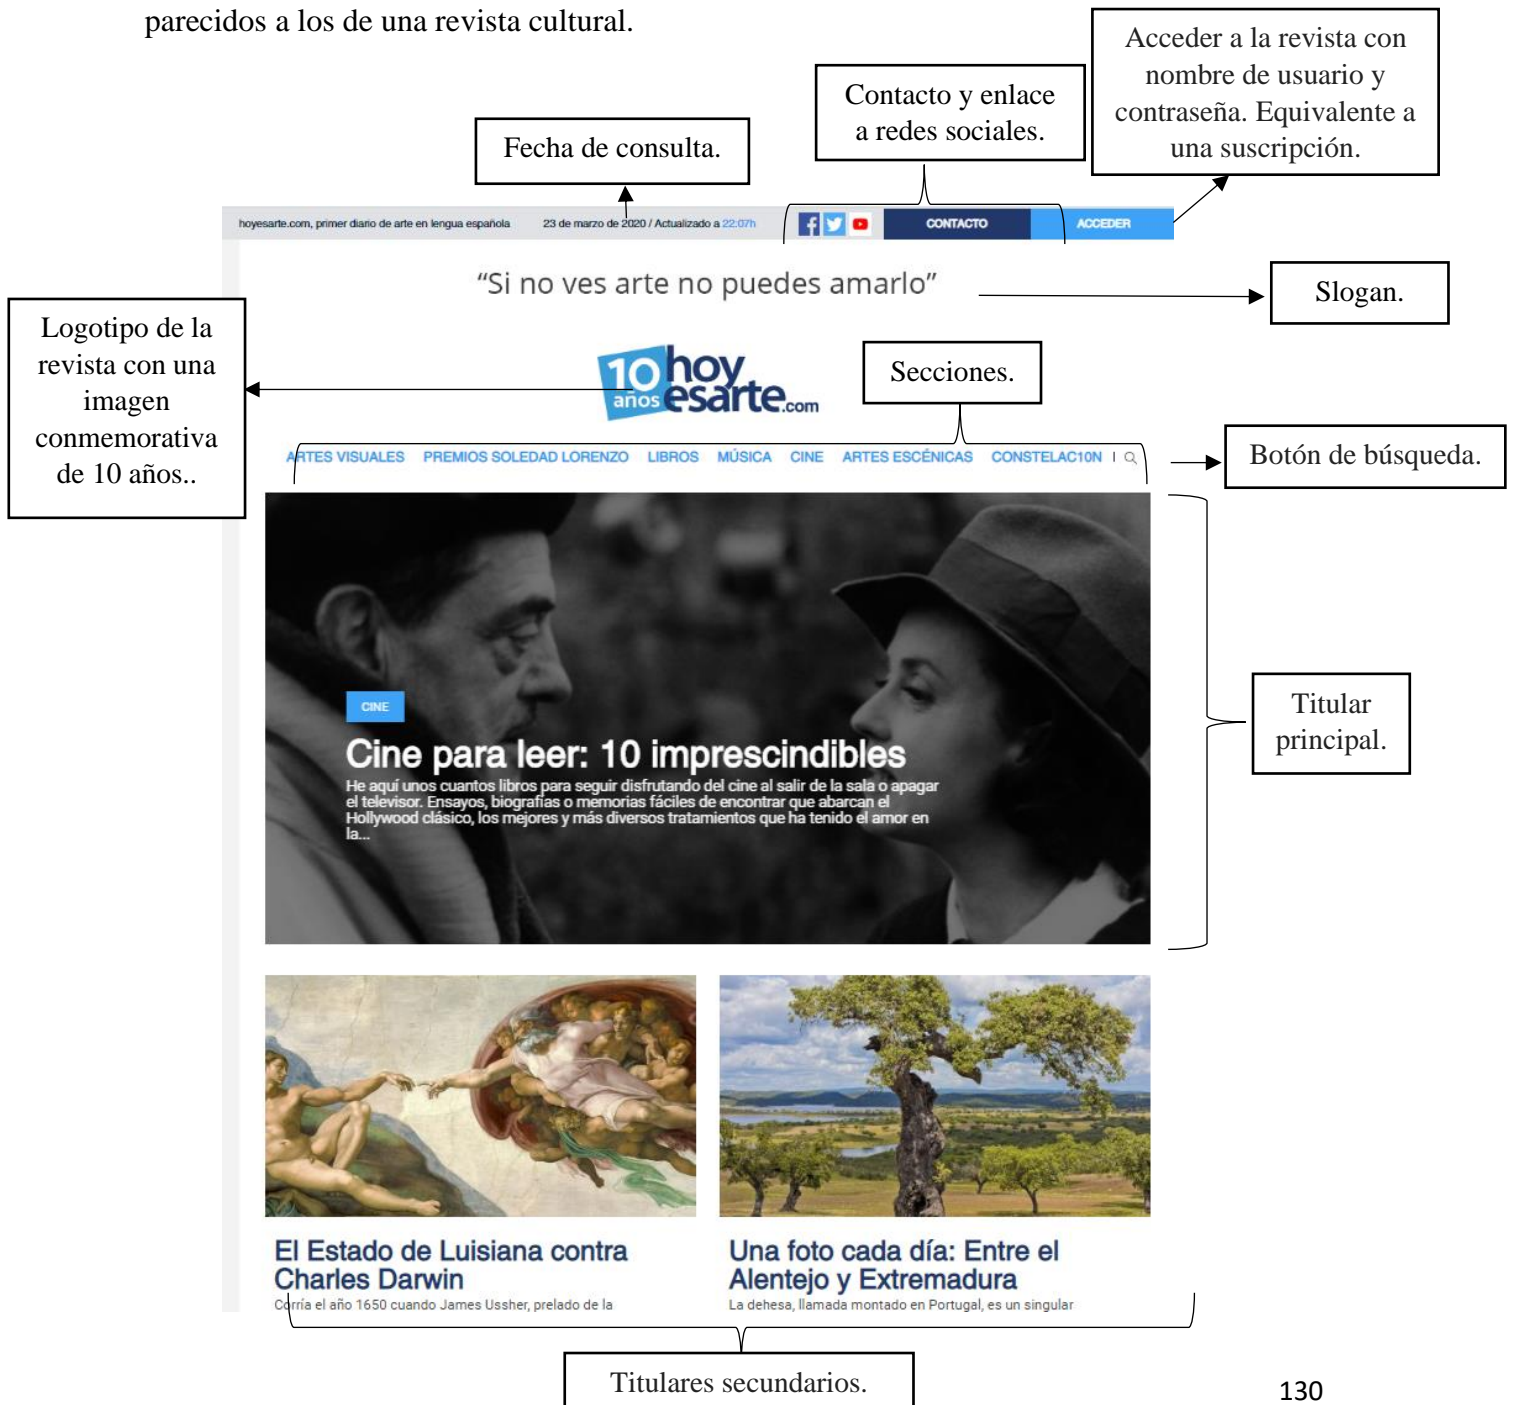 parecidos a los de una revista cultural.
Acceder a la revista con
nombre de usuario y
contraseña. Equivalente a
una suscripción.
Contacto y enlace
a redes sociales.
Fecha de consulta.
hoyesarte.com, primer diario de arte en lengua española
23 de marzo de 2020 / Actualizado a 22:07h
CONTACTO
ACCEDER
“Si no ves arte no puedes amarlo”
Slogan.
Logotipo de la
revista con una
imagen
conmemorativa
de 10 años..
10
años
hoy
esarte.com
Secciones.
ARTES VISUALES PREMIOS SOLEDAD LORENZO LIBROS MÚSICA CINE ARTES ESCÉNICAS CONSTELAC10N |
Botón de búsqueda.
CINE
Cine para leer: 10 imprescindibles
He aquí unos cuantos libros para seguir disfrutando del cine al salir de la sala o apagar
el televisor. Ensayos, biografías o memorias fáciles de encontrar que abarcan el
Hollywood clásico, los mejores y más diversos tratamientos que ha tenido el amor en
la...
Titular
principal.
El Estado de Luisiana contra
Charles Darwin
Corría el año 1650 cuando James Ussher, prelado de la
Una foto cada día: Entre el
Alentejo y Extremadura
La dehesa, llamada montado en Portugal, es un singular
Titulares secundarios.
130